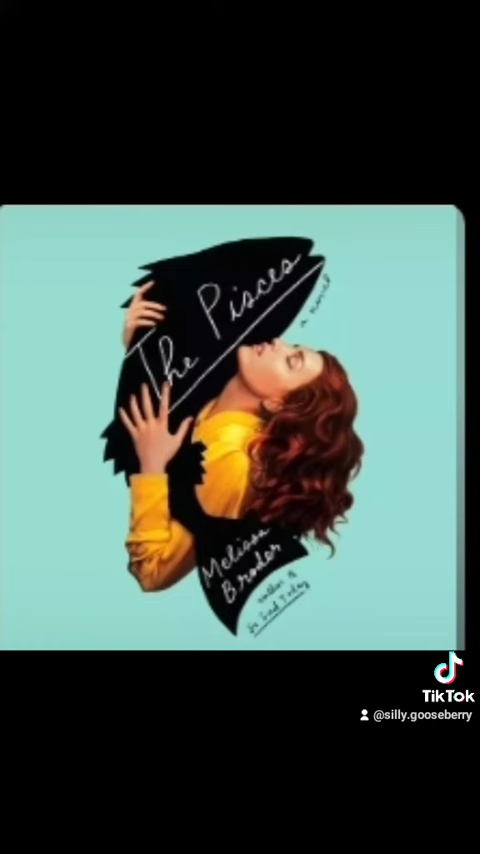 The Pisces
a novel
Melissa
Broder
author of
So Sad Today
TikTok
@silly.gooseberry